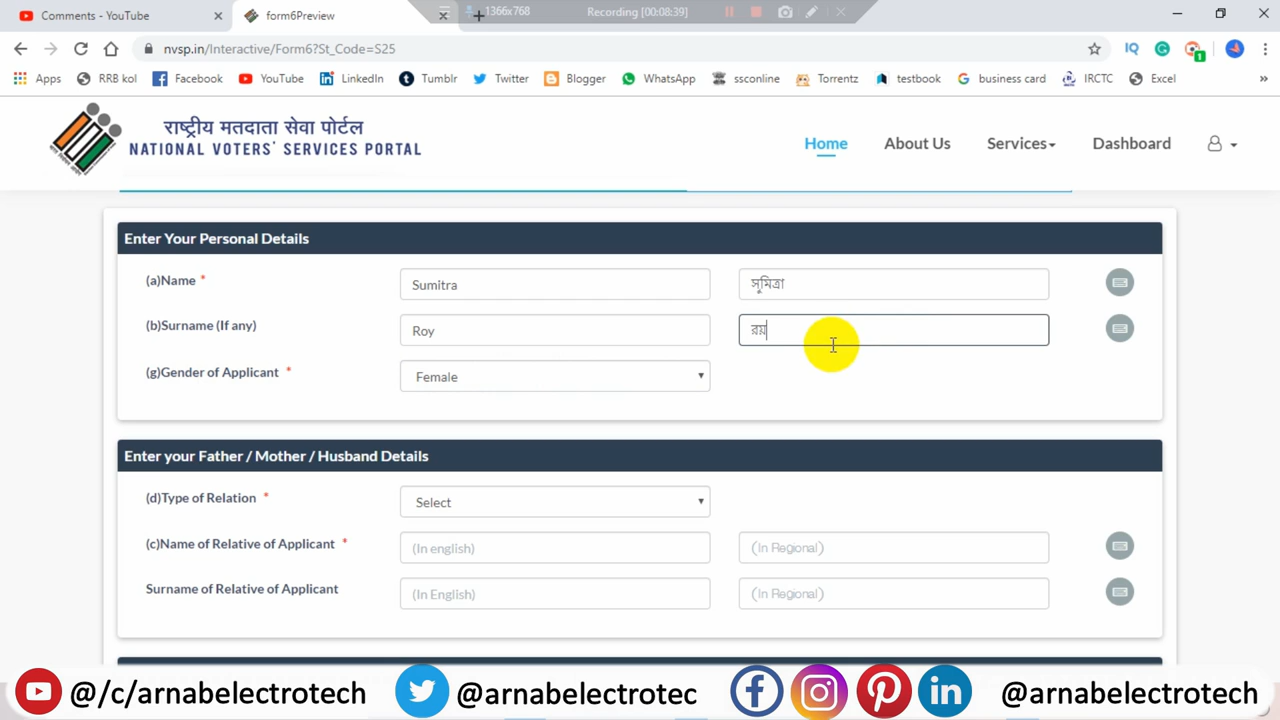 Comments - YouTube
form6Preview
1366x768
Recording [00:08:39]
nvsp.in/Interactive/Form6?St_Code=S25
Apps RRB kol Facebook YouTube LinkedIn Tumblr Twitter Blogger WhatsApp ssconline Torrentz testbook business card IRCTC Excel »
राष्ट्रीय मतदाता सेवा पोर्टल
NATIONAL VOTERS' SERVICES PORTAL
Home About Us Services Dashboard
Enter Your Personal Details
(a)Name * Sumitra সুমিত্রা
(b)Surname (If any) Roy রয়
(g)Gender of Applicant * Female
Enter your Father / Mother / Husband Details
(d)Type of Relation * Select
(c)Name of Relative of Applicant * (In english) (In Regional)
Surname of Relative of Applicant (In English) (In Regional)
@/c/arnabelectrotech @arnabelectrotec @arnabelectrotech